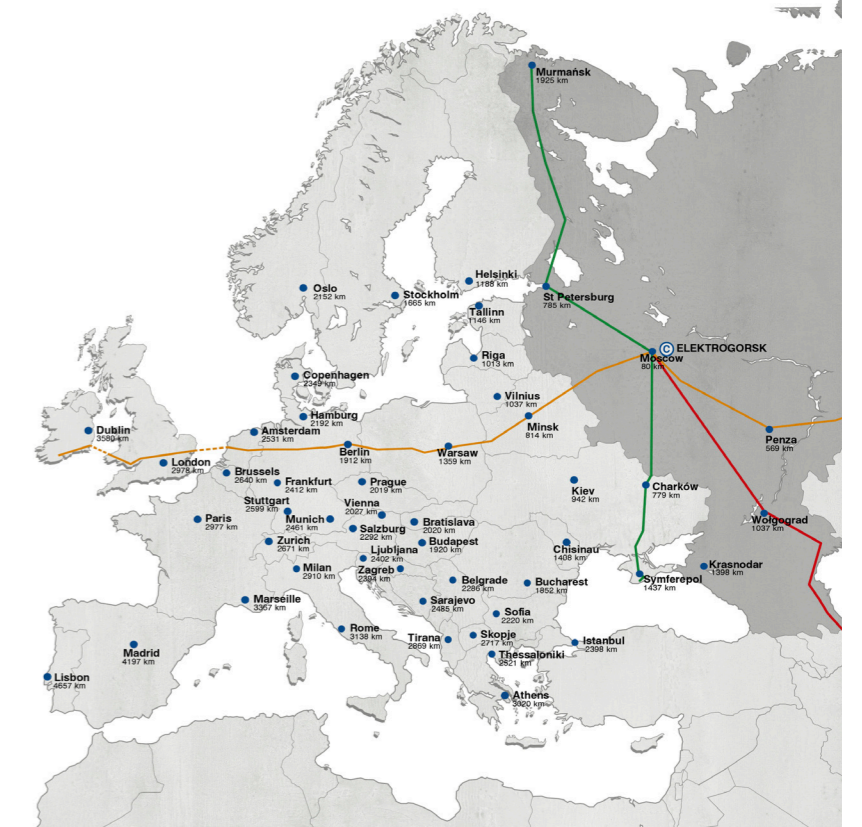 Murmańsk
1925 km
Helsinki
1188 km
Oslo
2152 km
Stockholm
1665 km
St Petersburg
785 km
Tallinn
1146 km
C ELEKTROGORSK
Moscow
80 km
Riga
1013 km
Copenhagen
2349 km
Vilnius
1037 km
Hamburg
2192 km
Minsk
814 km
Dublin
3580 km
Amsterdam
2531 km
Penza
569 km
Berlin
1912 km
Warsaw
1359 km
London
2978 km
Brussels
2640 km
Frankfurt
2412 km
Prague
2019 km
Kiev
942 km
Charków
779 km
Stuttgart
2599 km
Vienna
2027 km
Paris
2977 km
Munich
2461 km
Salzburg
2292 km
Bratislava
2020 km
Wołgograd
1037 km
Zurich
2671 km
Budapest
1920 km
Ljubljana
2402 km
Chisinau
1408 km
Milan
2910 km
Zagreb
2394 km
Krasnodar
1398 km
Belgrade
2286 km
Bucharest
1852 km
Symferepol
1437 km
Marseille
3357 km
Sarajevo
2485 km
Sofia
2220 km
Rome
3138 km
Tirana
2869 km
Skopje
2717 km
Istanbul
2398 km
Madrid
4197 km
Thessaloniki
2521 km
Lisbon
4657 km
Athens
3020 km